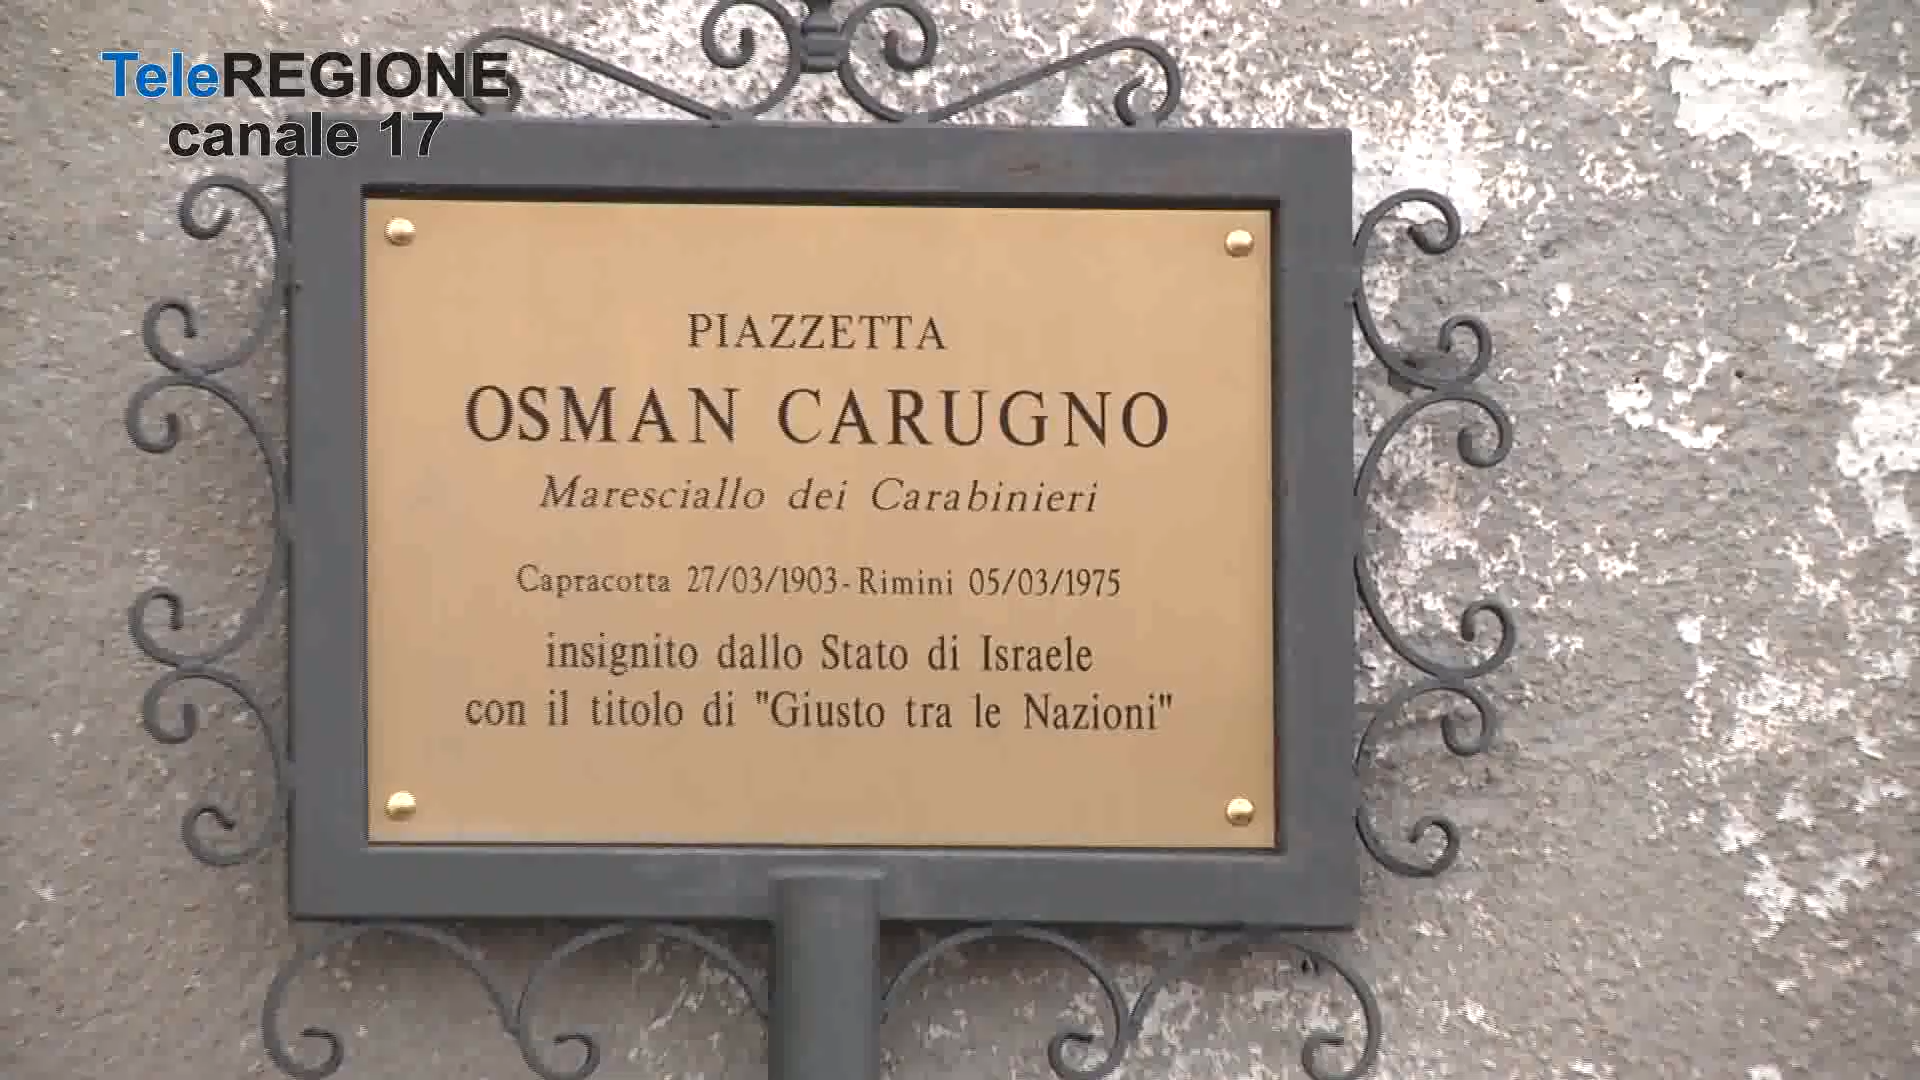 TeleREGIONE
canale 17
PIAZZETTA
OSMAN CARUGNO
Maresciallo dei Carabinieri
Capracotta 27/03/1903-Rimini 05/03/1975
insignito dallo Stato di Israele
con il titolo di "Giusto tra le Nazioni"